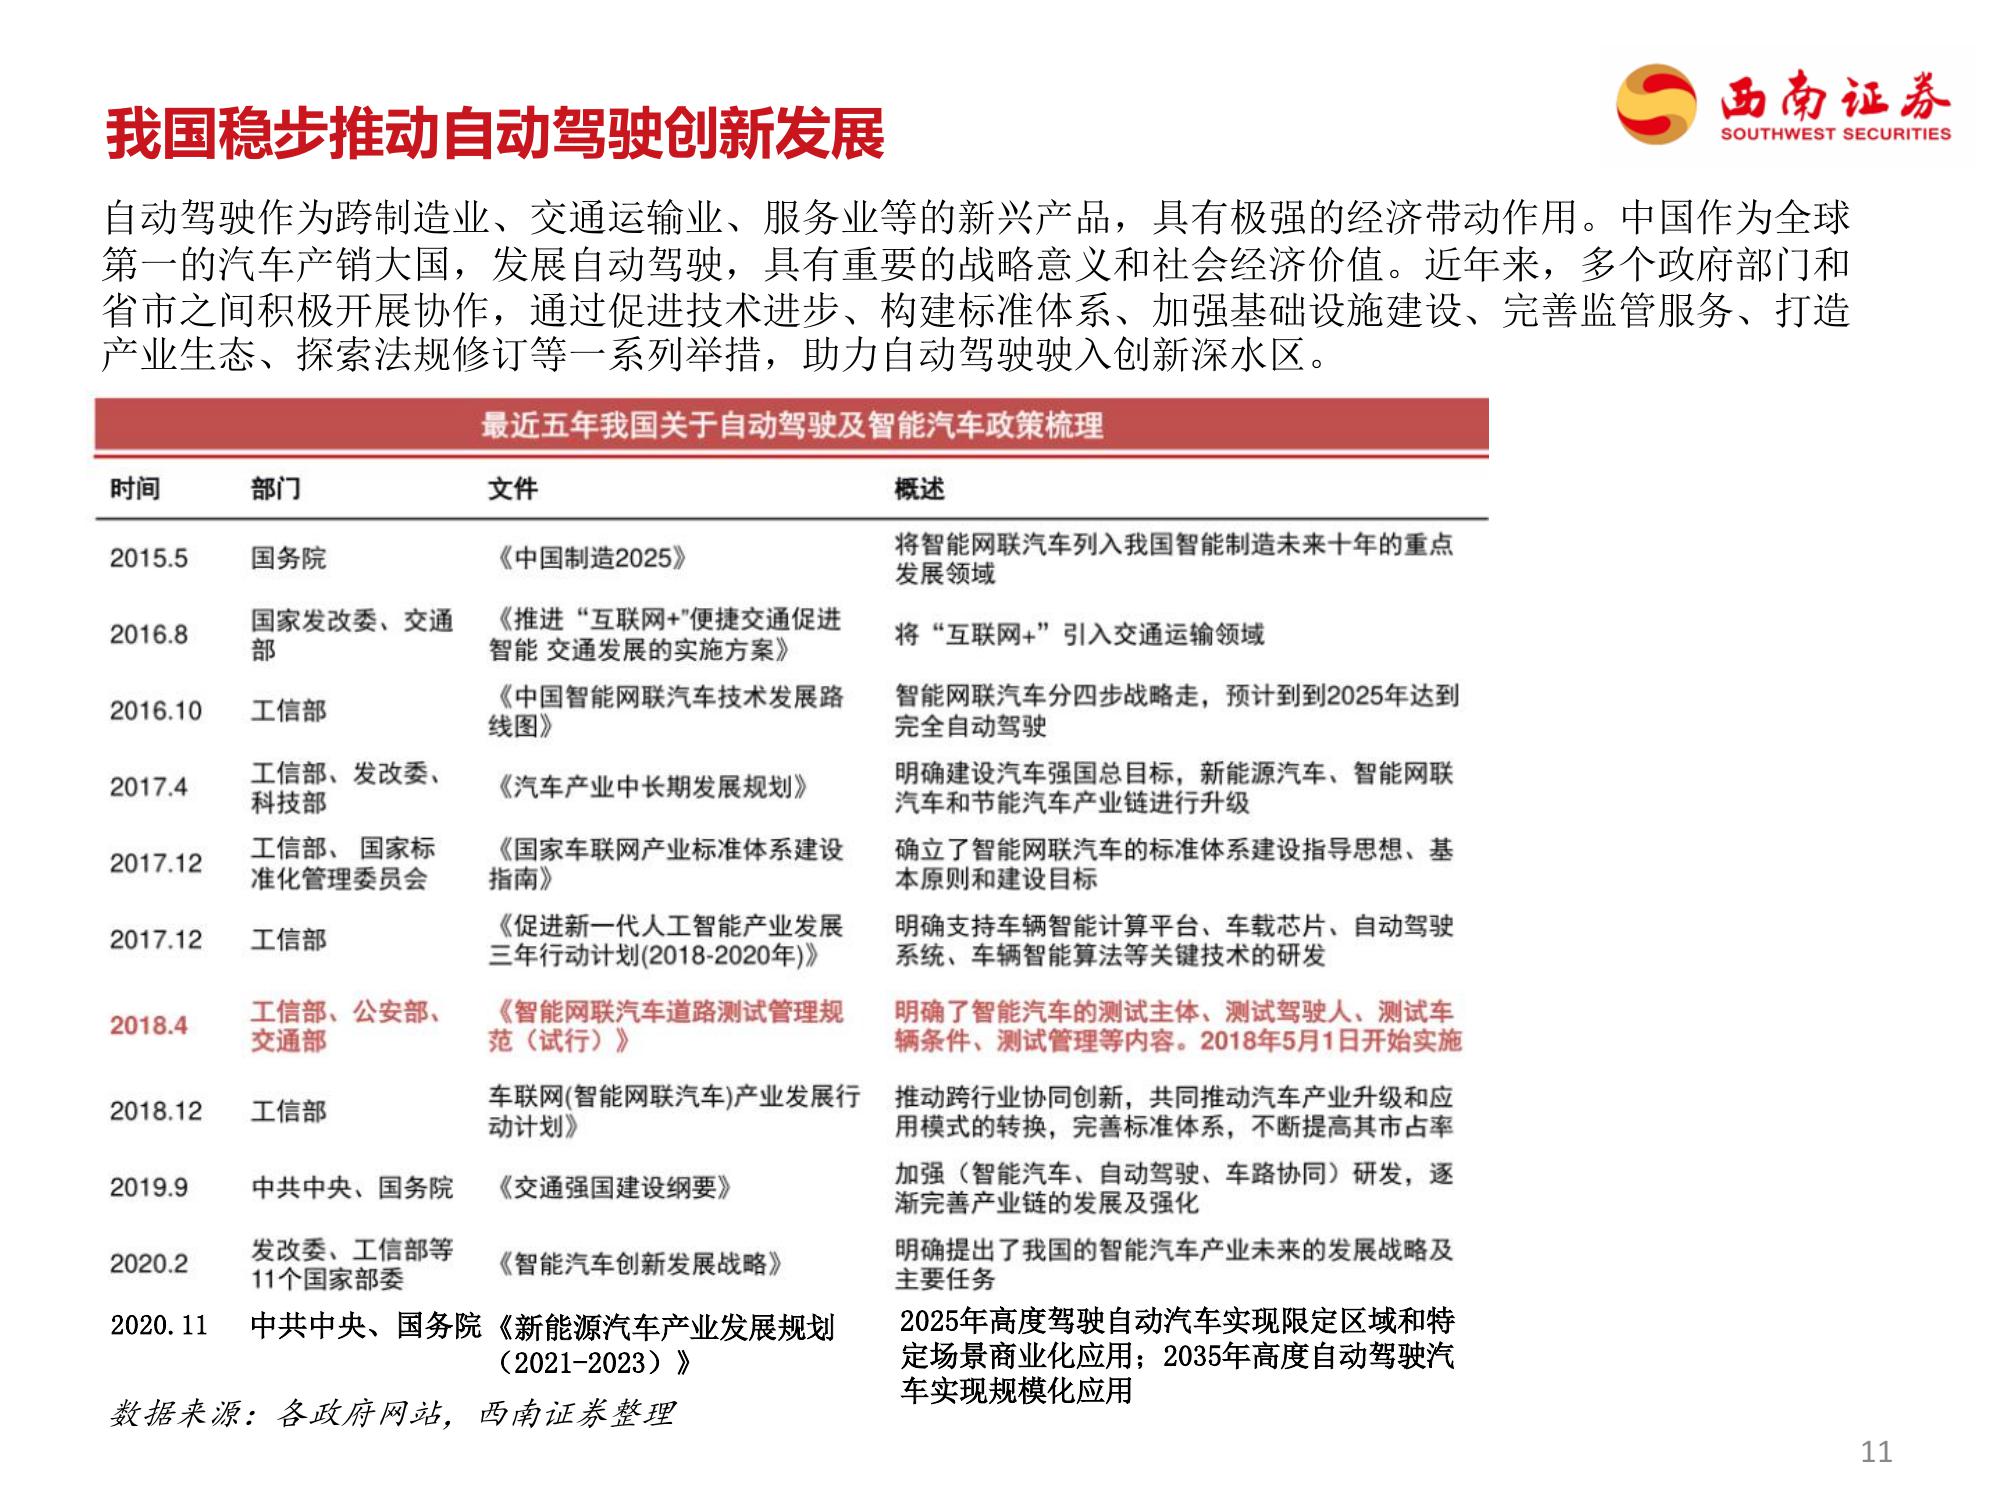 西南证券
SOUTHWEST SECURITIES
我国稳步推动自动驾驶创新发展
自动驾驶作为跨制造业、交通运输业、服务业等的新兴产品，具有极强的经济带动作用。中国作为全球
第一的汽车产销大国，发展自动驾驶，具有重要的战略意义和社会经济价值。近年来，多个政府部门和
省市之间积极开展协作，通过促进技术进步、构建标准体系、加强基础设施建设、完善监管服务、打造
产业生态、探索法规修订等一系列举措，助力自动驾驶驶入创新深水区。
最近五年我国关于自动驾驶及智能汽车政策梳理
时间 部门 文件 概述
2015.5 国务院 《中国制造2025》 将智能网联汽车列入我国智能制造未来十年的重点
发展领域
2016.8 国家发改委、交通 《推进“互联网+”便捷交通促进 将“互联网+”引入交通运输领域
部 智能 交通发展的实施方案》
2016.10 工信部 《中国智能网联汽车技术发展路 智能网联汽车分四步战略走，预计到到2025年达到
线图》 完全自动驾驶
2017.4 工信部、发改委、 《汽车产业中长期发展规划》 明确建设汽车强国总目标，新能源汽车、智能网联
科技部 汽车和节能汽车产业链进行升级
2017.12 工信部、 国家标 《国家车联网产业标准体系建设 确立了智能网联汽车的标准体系建设指导思想、基
准化管理委员会 指南》 本原则和建设目标
2017.12 工信部 《促进新一代人工智能产业发展 明确支持车辆智能计算平台、车载芯片、自动驾驶
三年行动计划(2018-2020年)》 系统、车辆智能算法等关键技术的研发
2018.4 工信部、公安部、 《智能网联汽车道路测试管理规 明确了智能汽车的测试主体、测试驾驶人、测试车
交通部 范（试行）》 辆条件、测试管理等内容。2018年5月1日开始实施
2018.12 工信部 车联网(智能网联汽车)产业发展行 推动跨行业协同创新，共同推动汽车产业升级和应
动计划》 用模式的转换，完善标准体系，不断提高其市占率
2019.9 中共中央、国务院 《交通强国建设纲要》 加强（智能汽车、自动驾驶、车路协同）研发，逐
渐完善产业链的发展及强化
2020.2 发改委、工信部等 《智能汽车创新发展战略》 明确提出了我国的智能汽车产业未来的发展战略及
11个国家部委 主要任务
2020.11 中共中央、国务院 《新能源汽车产业发展规划 2025年高度驾驶自动汽车实现限定区域和特
（2021-2023）》 定场景商业化应用；2035年高度自动驾驶汽
车实现规模化应用
数据来源：各政府网站，西南证券整理
11